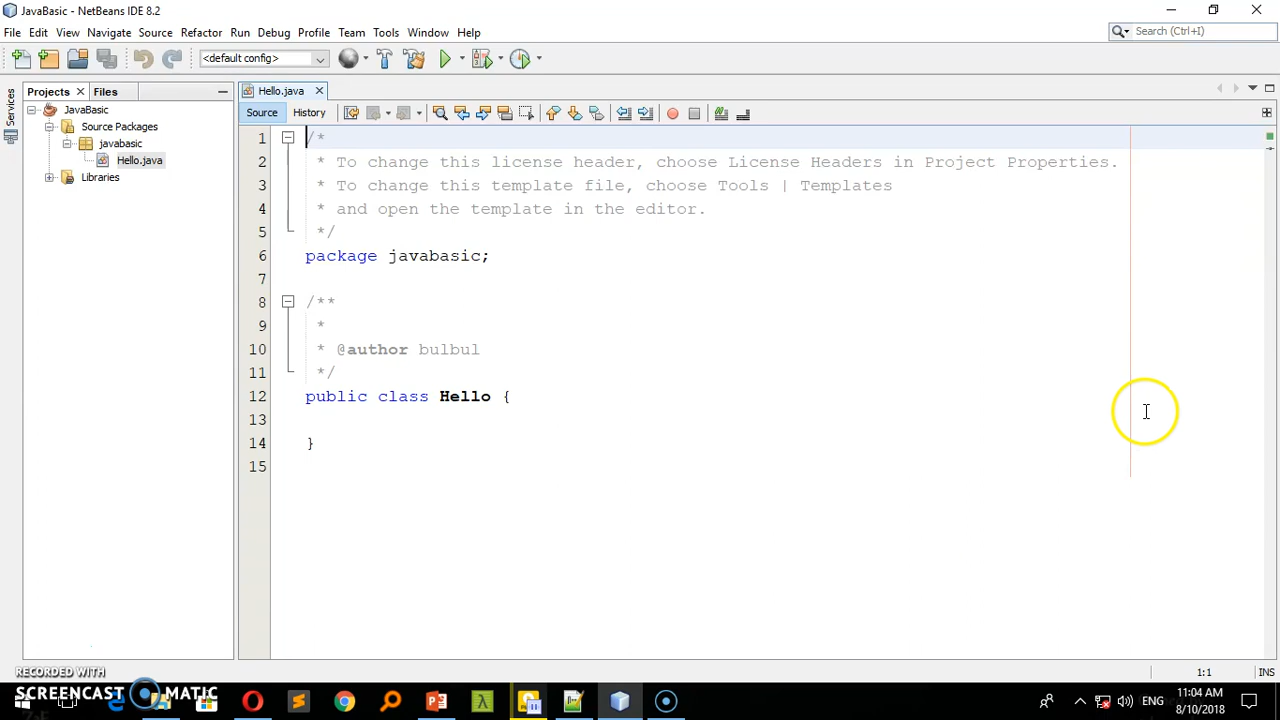 JavaBasic - NetBeans IDE 8.2
File Edit View Navigate Source Refactor Run Debug Profile Team Tools Window Help
Search (Ctrl+I)
<default config>
Services
Projects Files
JavaBasic
Source Packages
javabasic
Hello.java
Libraries
Hello.java
Source History
1 /*
2 * To change this license header, choose License Headers in Project Properties.
3 * To change this template file, choose Tools | Templates
4 * and open the template in the editor.
5 */
6 package javabasic;
7
8 /**
9 *
10 * @author bulbul
11 */
12 public class Hello {
13
14 }
15
1:1 INS
RECORDED WITH
SCREENCAST MATIC
ENG
11:04 AM
8/10/2018